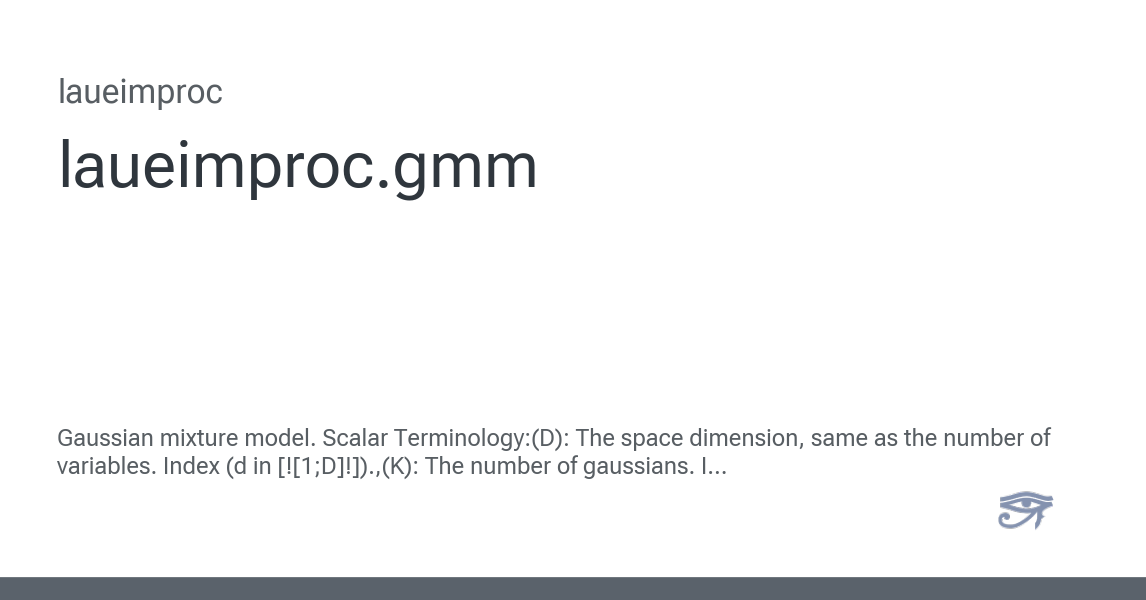 laueimproc
laueimproc.gmm
Gaussian mixture model. Scalar Terminology:(D): The space dimension, same as the number of
variables. Index (d in [![1;D]!]).,(K): The number of gaussians. I...